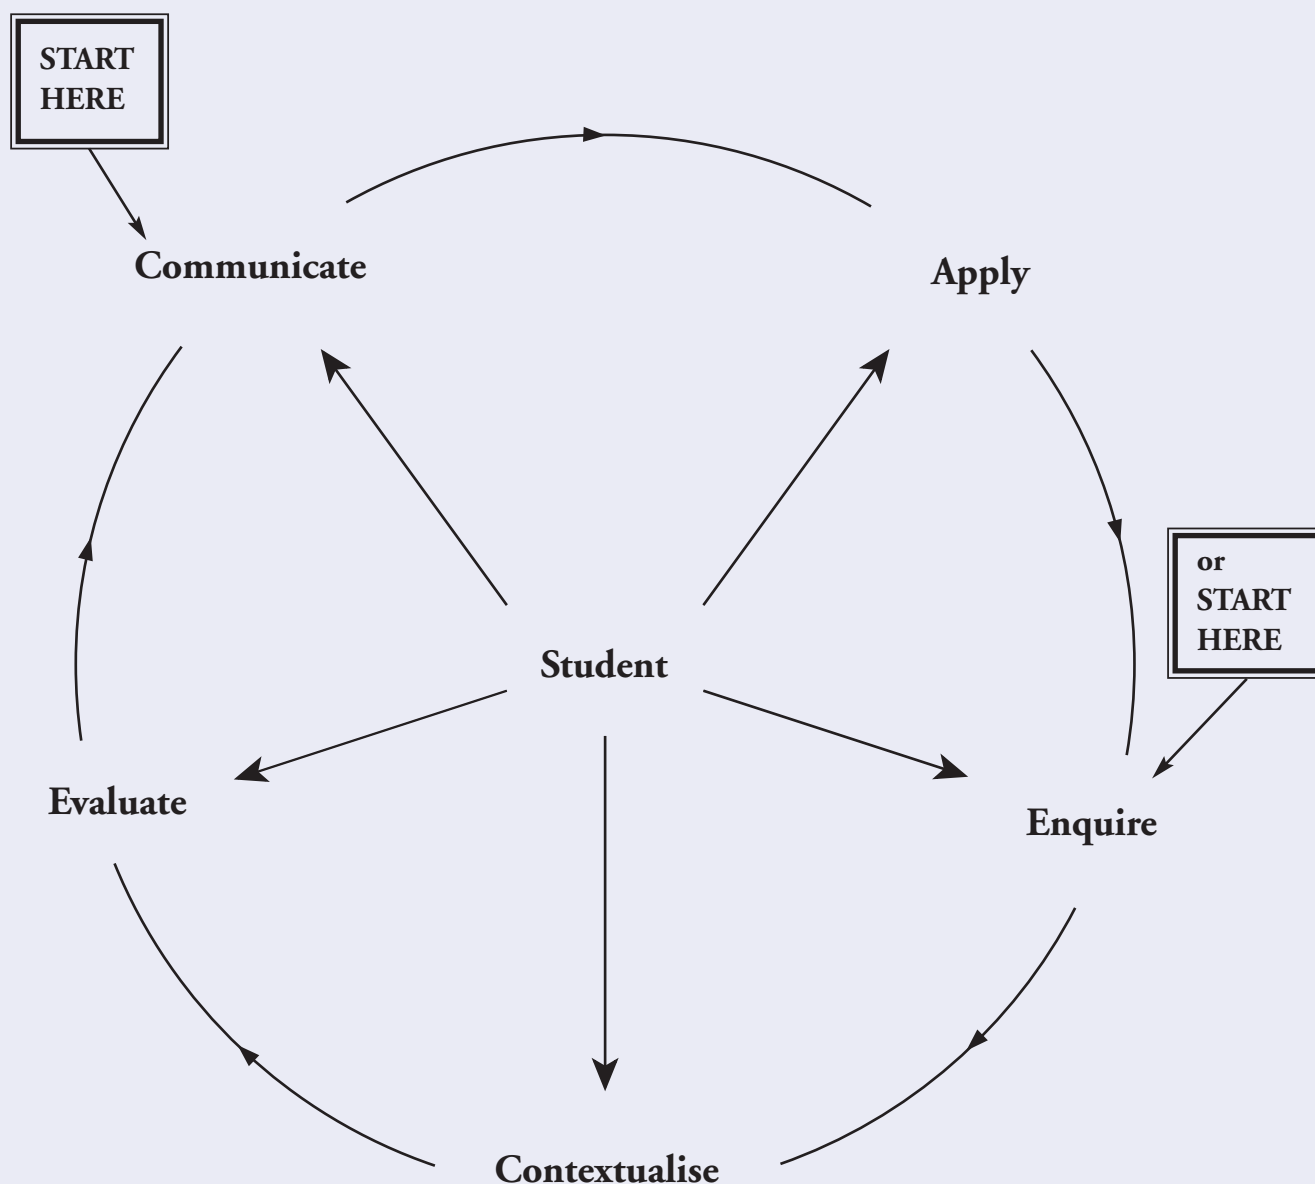 START
HERE
Communicate
Apply
or
START
HERE
Student
Evaluate
Enquire
Contextualise